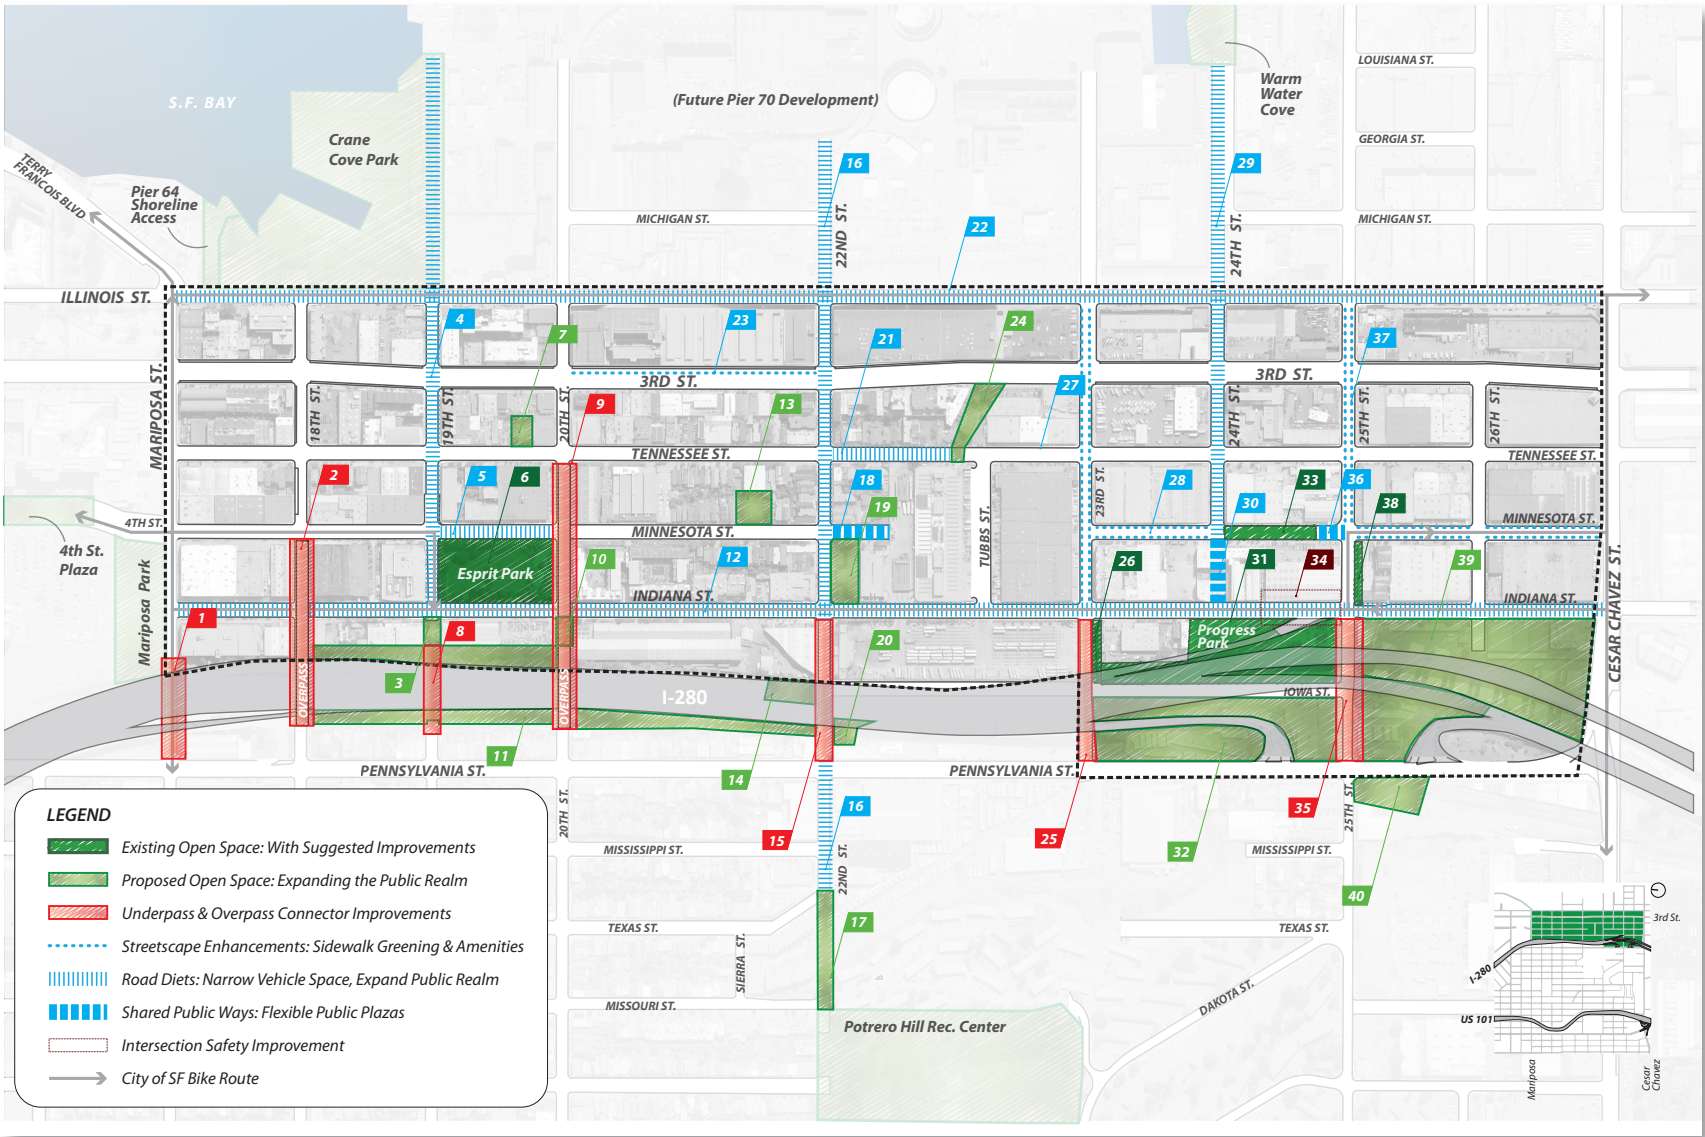 S.F. BAY
Crane
Cove Park
(Future Pier 70 Development)
Warm
Water
Cove
LOUISIANA ST.
GEORGIA ST.
TERRY
FRANCOIS BLVD
Pier 64
Shoreline
Access
MICHIGAN ST.
MICHIGAN ST.
16
29
22
22ND ST.
24TH ST.
ILLINOIS ST.
4
7
23
21
24
37
27
3RD ST.
3RD ST.
MARIPOSA ST.
18TH ST.
19TH ST.
20TH ST.
9
13
24TH ST.
25TH ST.
26TH ST.
TENNESSEE ST.
TENNESSEE ST.
2
5
6
18
19
28
33
36
30
38
23RD ST.
4TH ST.
MINNESOTA ST.
MINNESOTA ST.
4th St.
Plaza
Mariposa Park
Esprit Park
10
12
TUBBS ST.
26
31
34
39
INDIANA ST.
INDIANA ST.
CESAR CHAVEZ ST.
1
8
20
Progress
Park
3
OVERPASS
OVERPASS
I-280
IOWA ST.
11
14
PENNSYLVANIA ST.
PENNSYLVANIA ST.
16
15
25
35
32
40
20TH ST.
22ND ST.
25TH ST.
MISSISSIPPI ST.
MISSISSIPPI ST.
17
TEXAS ST.
TEXAS ST.
SIERRA ST.
MISSOURI ST.
DAKOTA ST.
Potrero Hill Rec. Center
LEGEND
Existing Open Space: With Suggested Improvements
Proposed Open Space: Expanding the Public Realm
Underpass & Overpass Connector Improvements
Streetscape Enhancements: Sidewalk Greening & Amenities
Road Diets: Narrow Vehicle Space, Expand Public Realm
Shared Public Ways: Flexible Public Plazas
Intersection Safety Improvement
City of SF Bike Route
3rd St.
I-280
US 101
Mariposa
Cesar
Chavez